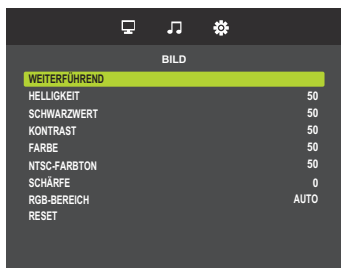 BILD
WEITERFÜHREND
HELLIGKEIT 50
SCHWARZWERT 50
KONTRAST 50
FARBE 50
NTSC-FARBTON 50
SCHÄRFE 0
RGB-BEREICH AUTO
RESET